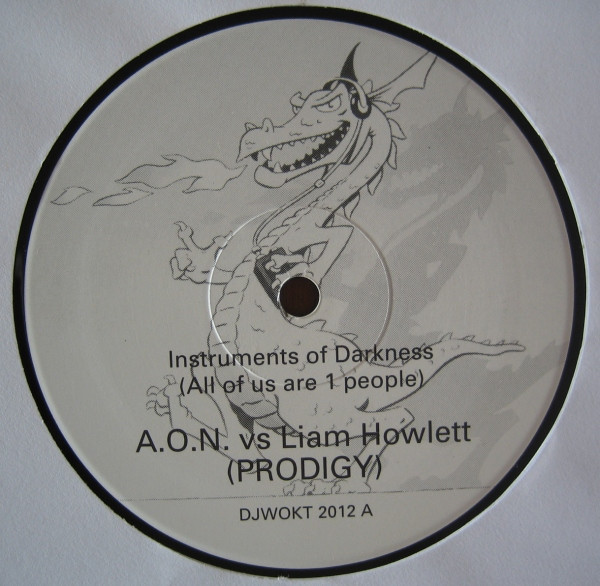 Instruments of Darkness
(All of us are 1 people)
A.O.N. vs Liam Howlett
(PRODIGY)
DJWOKT 2012 A